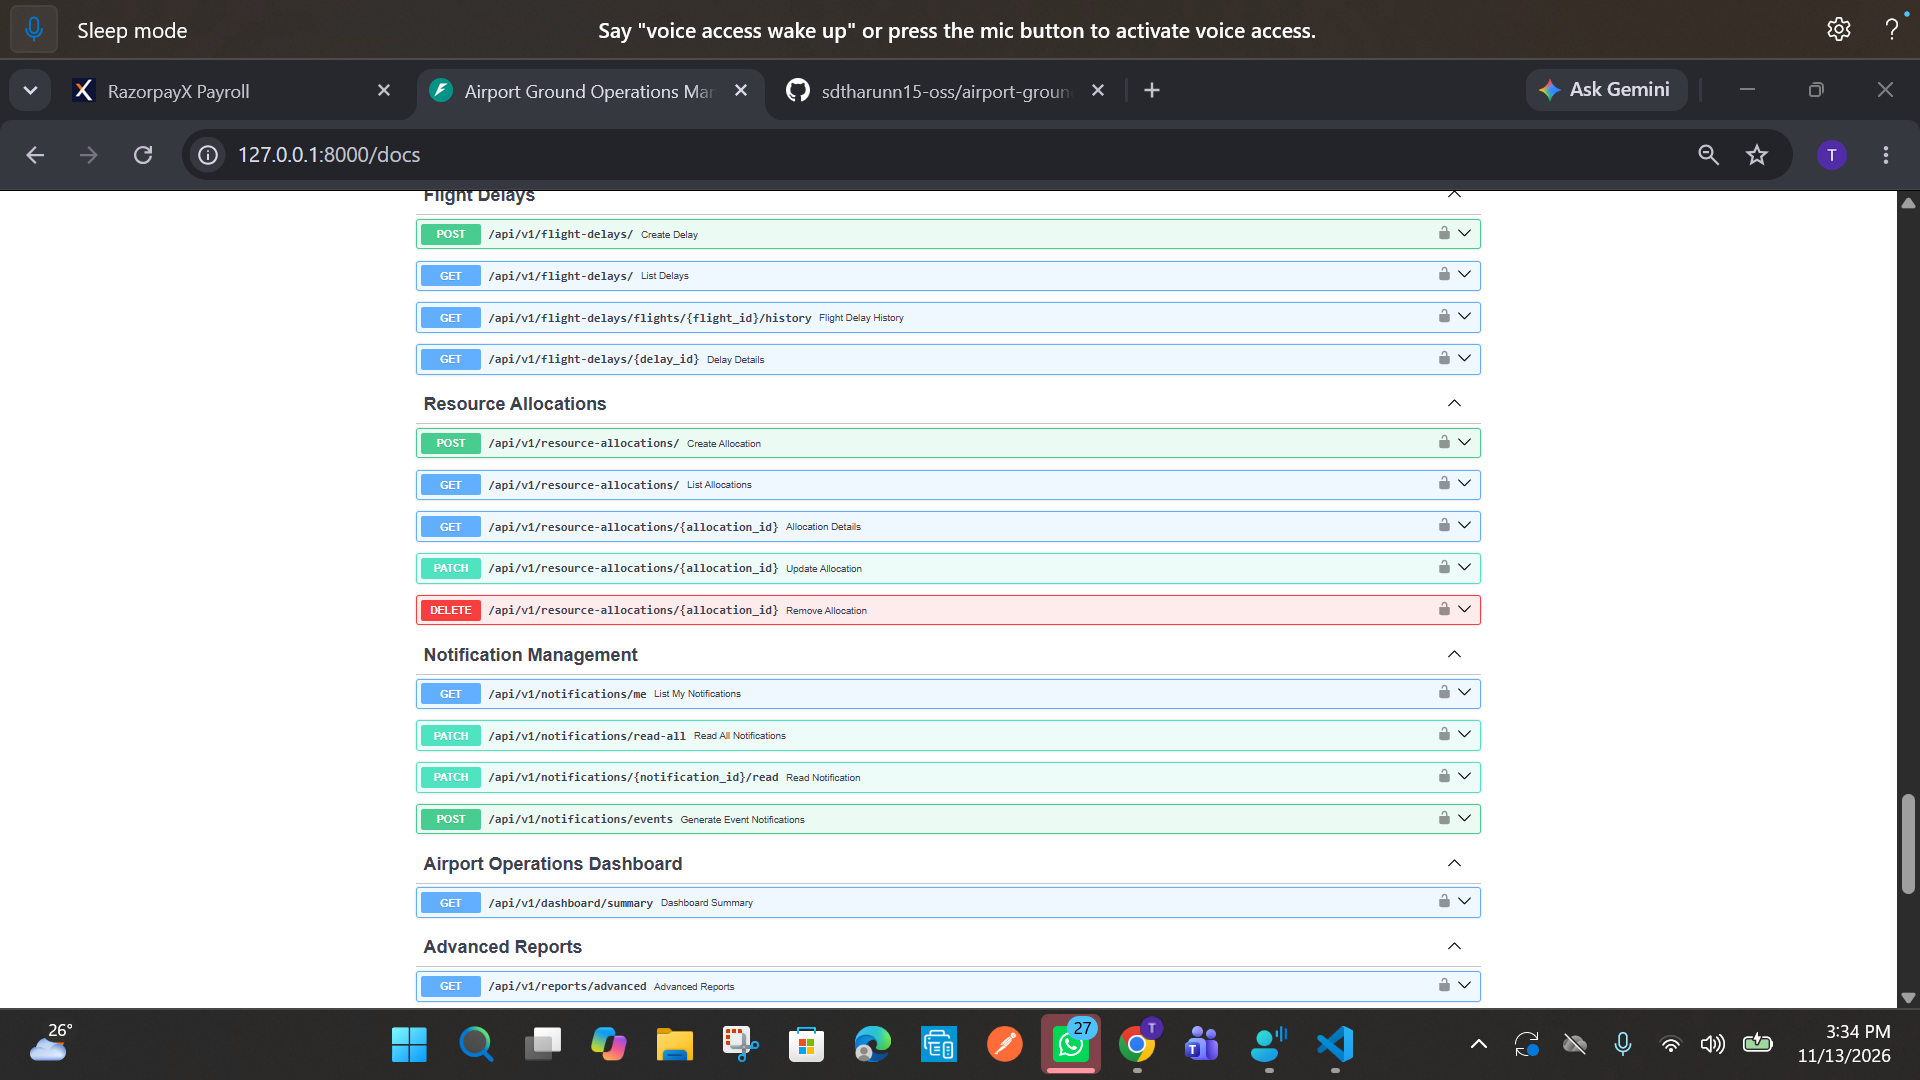 Sleep mode
Say "voice access wake up" or press the mic button to activate voice access.
RazorpayX Payroll
Airport Ground Operations Mar
sdtharunn15-oss/airport-groun
Ask Gemini
127.0.0.1:8000/docs
T
Flight Delays
POST /api/v1/flight-delays/ Create Delay
GET /api/v1/flight-delays/ List Delays
GET /api/v1/flight-delays/flights/{flight_id}/history Flight Delay History
GET /api/v1/flight-delays/{delay_id} Delay Details
Resource Allocations
POST /api/v1/resource-allocations/ Create Allocation
GET /api/v1/resource-allocations/ List Allocations
GET /api/v1/resource-allocations/{allocation_id} Allocation Details
PATCH /api/v1/resource-allocations/{allocation_id} Update Allocation
DELETE /api/v1/resource-allocations/{allocation_id} Remove Allocation
Notification Management
GET /api/v1/notifications/me List My Notifications
PATCH /api/v1/notifications/read-all Read All Notifications
PATCH /api/v1/notifications/{notification_id}/read Read Notification
POST /api/v1/notifications/events Generate Event Notifications
Airport Operations Dashboard
GET /api/v1/dashboard/summary Dashboard Summary
Advanced Reports
GET /api/v1/reports/advanced Advanced Reports
26°
27
T
3:34 PM
11/13/2026